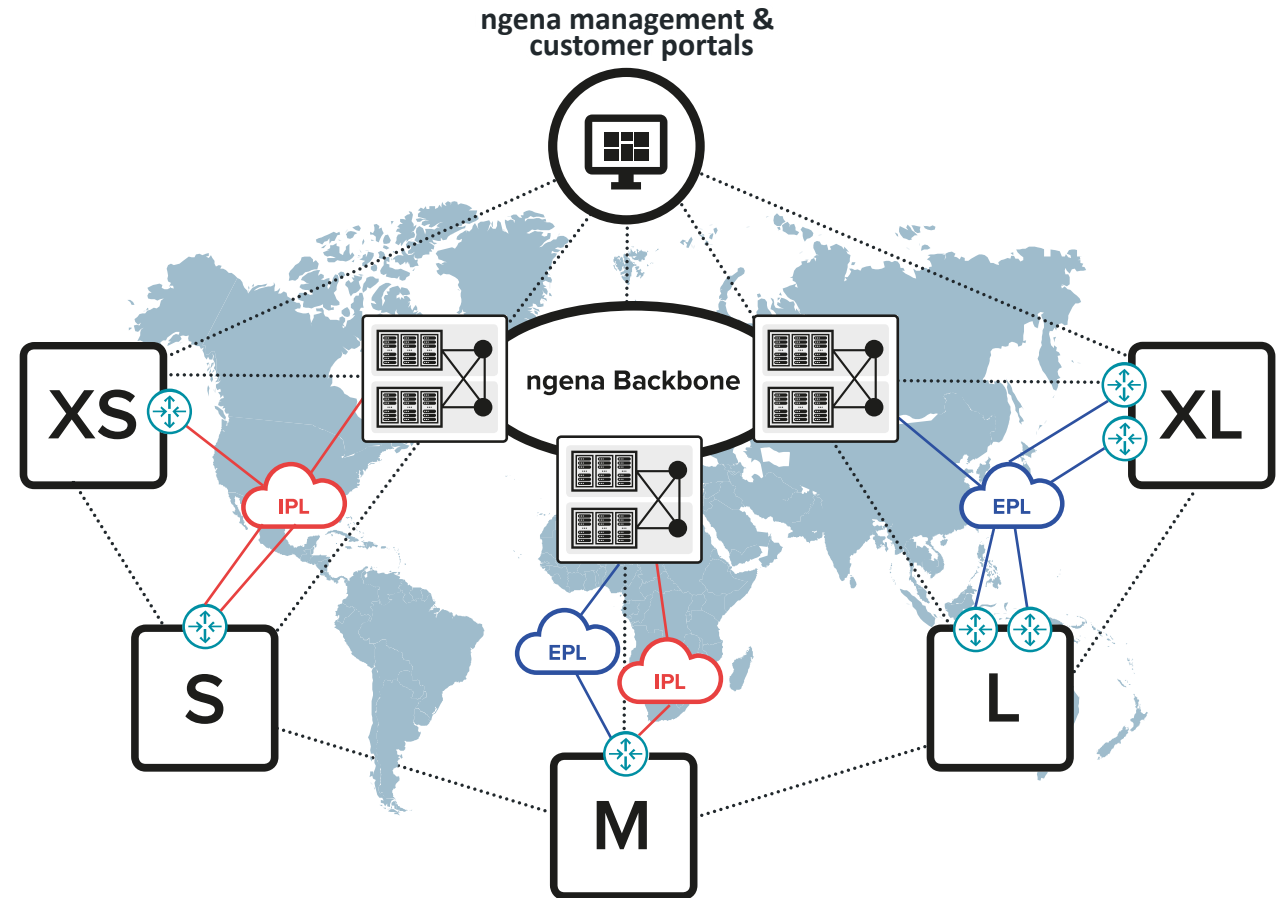 ngena management &
customer portals
ngena Backbone
XS
XL
IPL
EPL
S
EPL
IPL
L
M